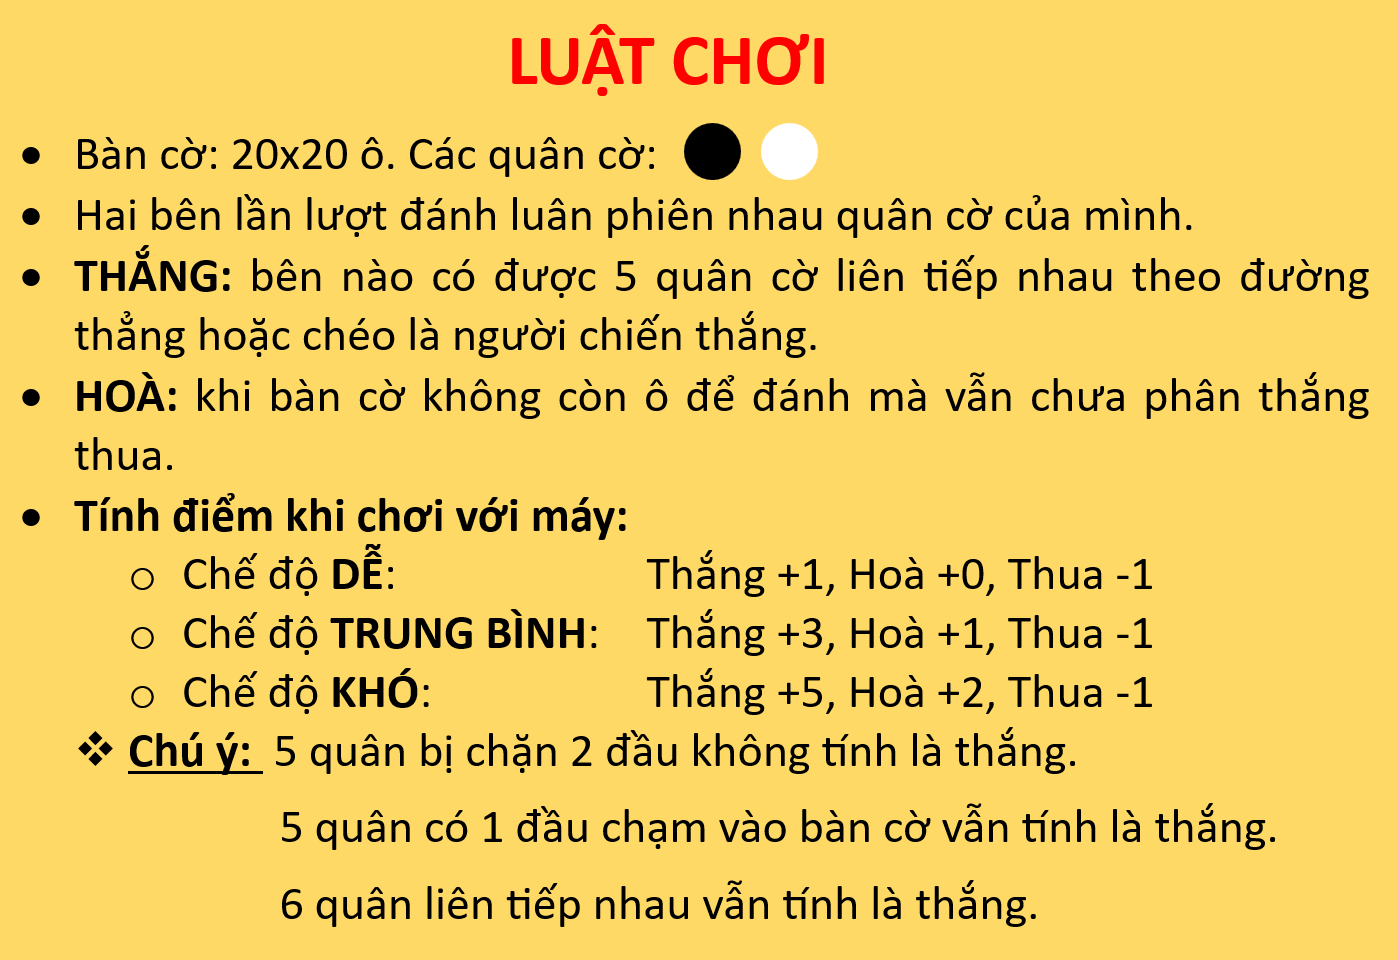 LUẬT CHƠI
• Bàn cờ: 20x20 ô. Các quân cờ:
• Hai bên lần lượt đánh luân phiên nhau quân cờ của mình.
• THẮNG: bên nào có được 5 quân cờ liên tiếp nhau theo đường
thẳng hoặc chéo là người chiến thắng.
• HOÀ: khi bàn cờ không còn ô để đánh mà vẫn chưa phân thắng
thua.
• Tính điểm khi chơi với máy:
o Chế độ DỄ: Thắng +1, Hoà +0, Thua -1
o Chế độ TRUNG BÌNH: Thắng +3, Hoà +1, Thua -1
o Chế độ KHÓ: Thắng +5, Hoà +2, Thua -1
❖ Chú ý: 5 quân bị chặn 2 đầu không tính là thắng.
5 quân có 1 đầu chạm vào bàn cờ vẫn tính là thắng.
6 quân liên tiếp nhau vẫn tính là thắng.